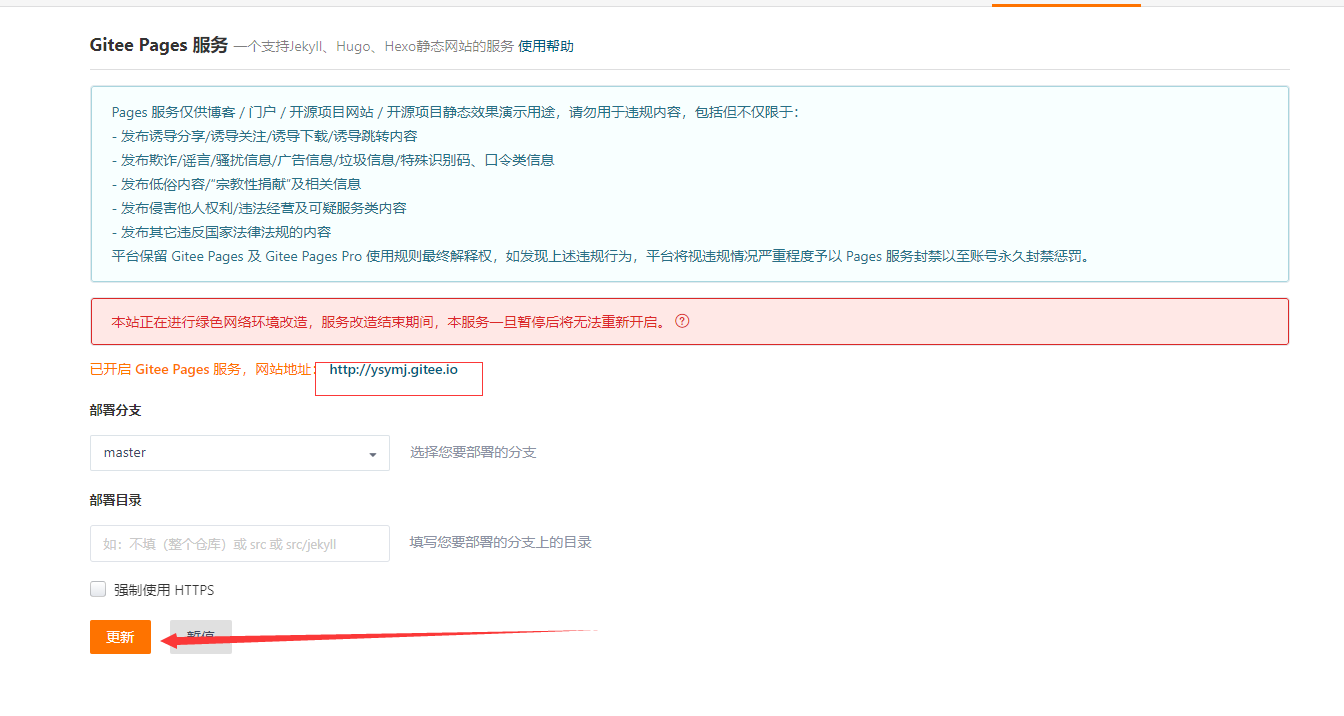 Gitee Pages 服务 一个支持Jekyll、Hugo、Hexo静态网站的服务 使用帮助
Pages 服务仅供博客 / 门户 / 开源项目网站 / 开源项目静态效果演示用途，请勿用于违规内容，包括但不仅限于：
- 发布诱导分享/诱导关注/诱导下载/诱导跳转内容
- 发布欺诈/谣言/骚扰信息/广告信息/垃圾信息/特殊识别码、口令类信息
- 发布低俗内容/“宗教性捐献”及相关信息
- 发布侵害他人权利/违法经营及可疑服务类内容
- 发布其它违反国家法律法规的内容
平台保留 Gitee Pages 及 Gitee Pages Pro 使用规则最终解释权，如发现上述违规行为，平台将视违规情况严重程度予以 Pages 服务封禁以至账号永久封禁惩罚。
本站正在进行绿色网络环境改造，服务改造结束期间，本服务一旦暂停后将无法重新开启。
已开启 Gitee Pages 服务，网站地址： http://ysymj.gitee.io
部署分支
master 选择您要部署的分支
部署目录
如：不填（整个仓库）或 src 或 src/jekyll 填写您要部署的分支上的目录
强制使用 HTTPS
更新 暂停